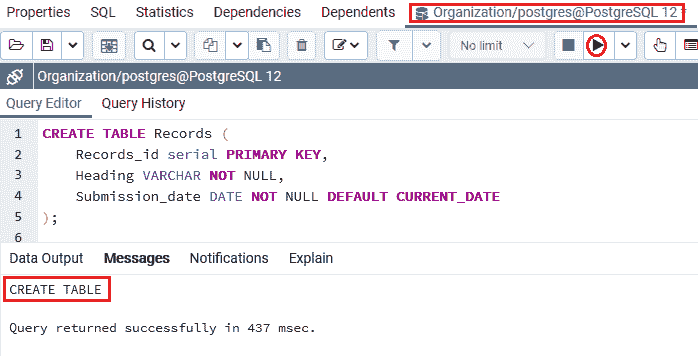 Properties SQL Statistics Dependencies Dependents Organization/postgres@PostgreSQL 12
No limit
Organization/postgres@PostgreSQL 12
Query Editor Query History
1 CREATE TABLE Records (
2 Records_id serial PRIMARY KEY,
3 Heading VARCHAR NOT NULL,
4 Submission_date DATE NOT NULL DEFAULT CURRENT_DATE
5 );
6
Data Output Messages Notifications Explain
CREATE TABLE
Query returned successfully in 437 msec.